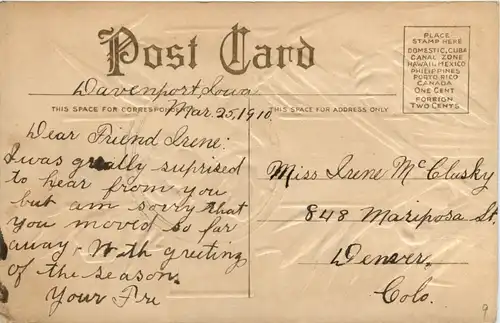 Post Card
PLACE
STAMP HERE
DOMESTIC, CUBA
CANAL ZONE
HAWAII, MEXICO
PHILIPPINES
PORTO RICO
CANADA
ONE CENT
FOREIGN
TWO CENTS
Davenport, Iowa
THIS SPACE FOR CORRESPONDENCE
THIS SPACE FOR ADDRESS ONLY
Mar. 25, 1910.
Dear Friend Irene:
I was greatly suprised
to hear from you
but am sorry that
you moved so far
away - With greeting
of the season.
Your Fri
Miss Irene McClusky
848 Mariposa St.
Denver,
Colo.
9